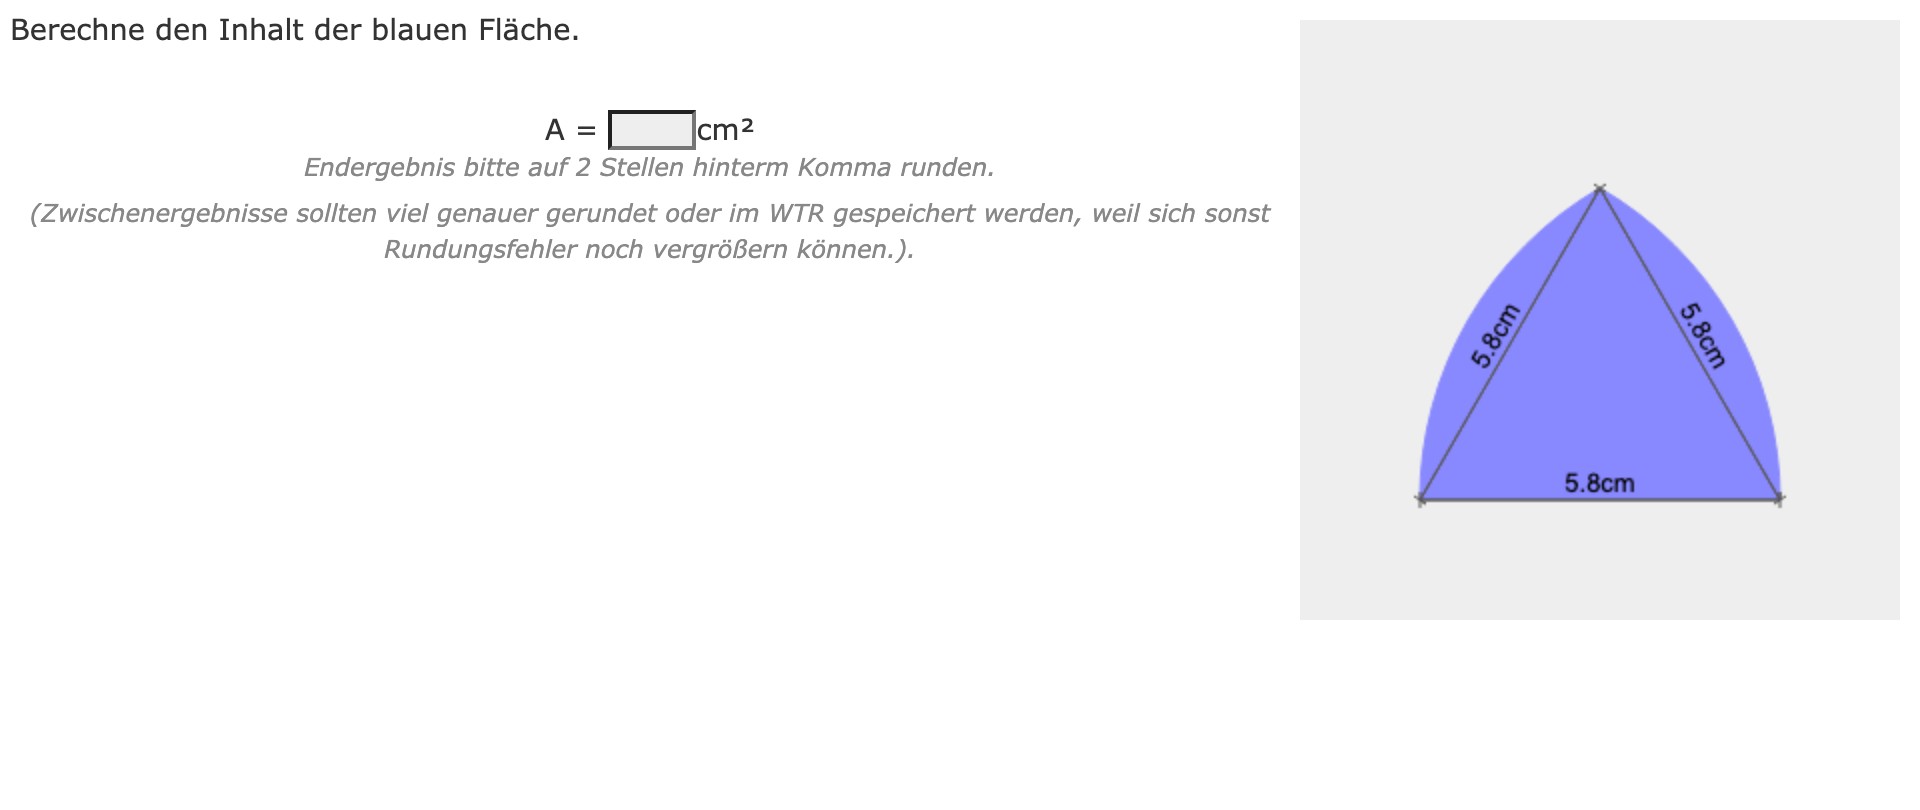 Berechne den Inhalt der blauen Fläche.
A = cm²
Endergebnis bitte auf 2 Stellen hinterm Komma runden.
(Zwischenergebnisse sollten viel genauer gerundet oder im WTR gespeichert werden, weil sich sonst
Rundungsfehler noch vergrößern können.).
5.8cm
5.8cm
5.8cm